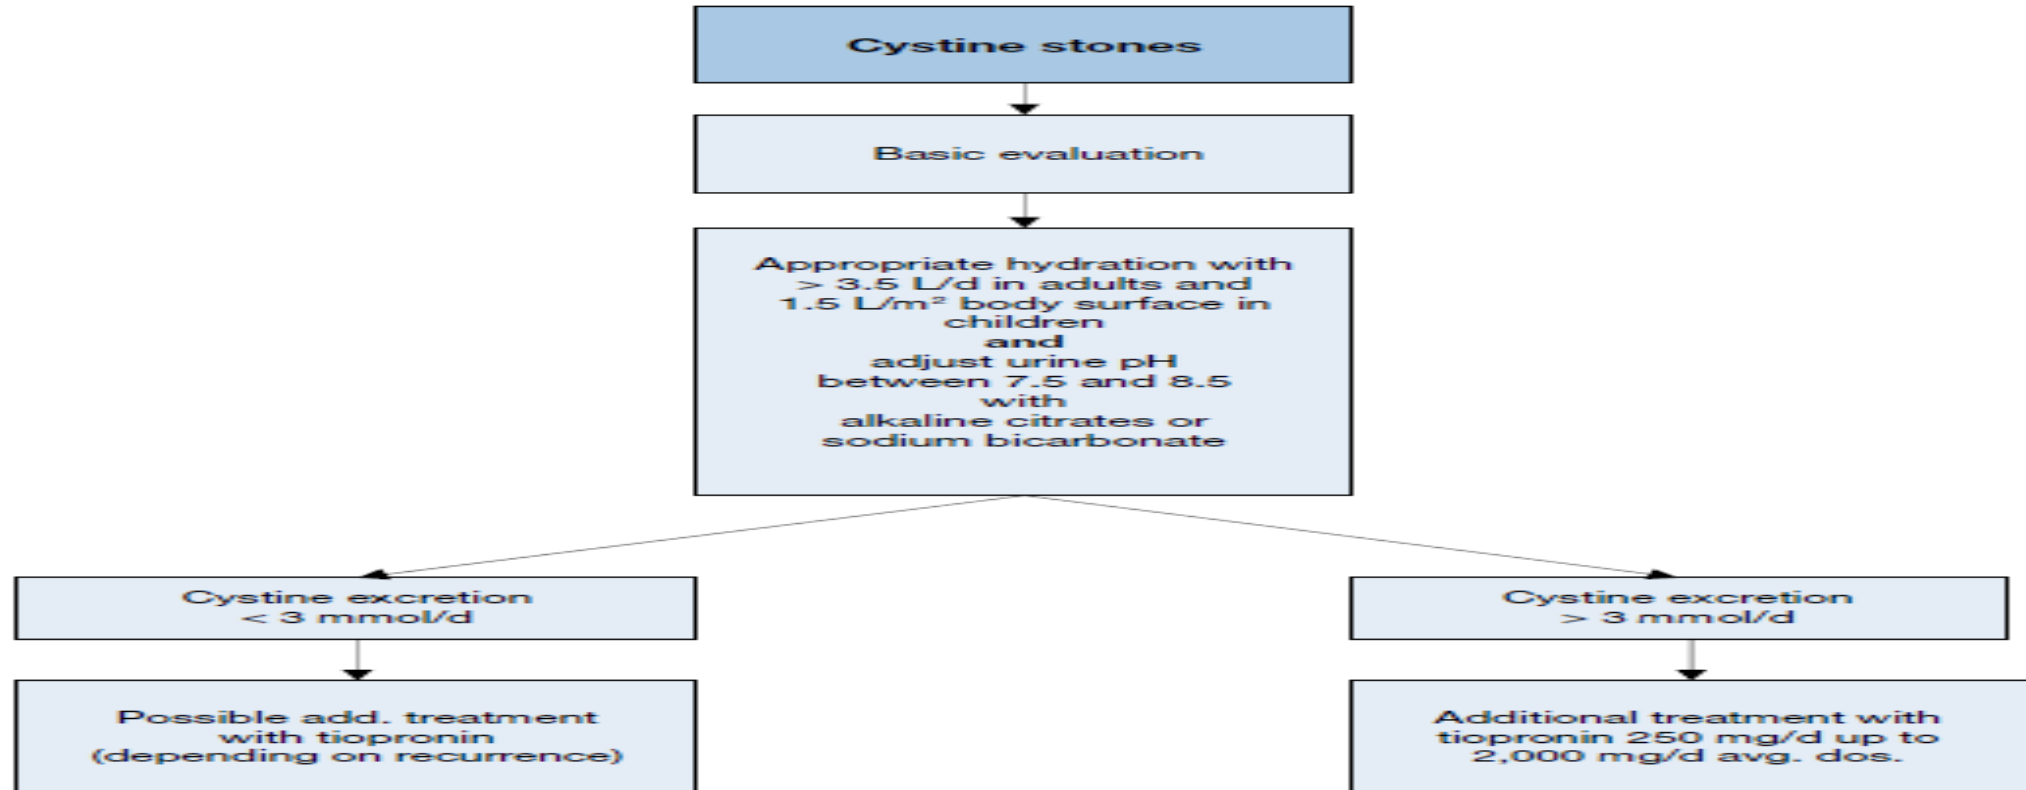 Cystine stones
Basic evaluation
Appropriate hydration with
> 3.5 L/d in adults and
1.5 L/m² body surface in
children
and
adjust urine pH
between 7.5 and 8.5
with
alkaline citrates or
sodium bicarbonate
Cystine excretion
< 3 mmol/d
Cystine excretion
> 3 mmol/d
Possible add. treatment
with tiopronin
(depending on recurrence)
Additional treatment with
tiopronin 250 mg/d up to
2,000 mg/d avg. dos.